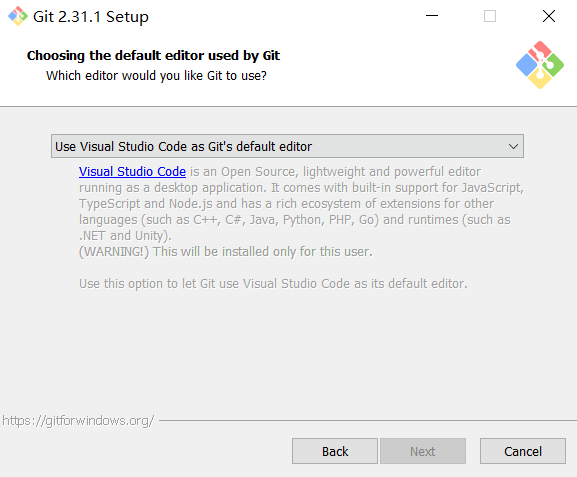 Git 2.31.1 Setup
Choosing the default editor used by Git
Which editor would you like Git to use?
Use Visual Studio Code as Git's default editor
Visual Studio Code is an Open Source, lightweight and powerful editor
running as a desktop application. It comes with built-in support for JavaScript,
TypeScript and Node.js and has a rich ecosystem of extensions for other
languages (such as C++, C#, Java, Python, PHP, Go) and runtimes (such as
.NET and Unity).
(WARNING!) This will be installed only for this user.
Use this option to let Git use Visual Studio Code as its default editor.
https://gitforwindows.org/
Back
Next
Cancel